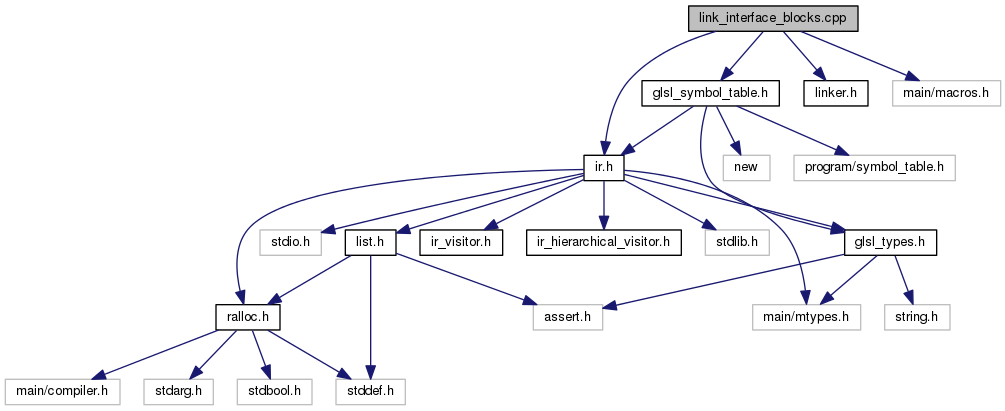 link_interface_blocks.cpp
glsl_symbol_table.h
linker.h
main/macros.h
ir.h
new
program/symbol_table.h
stdio.h
list.h
ir_visitor.h
ir_hierarchical_visitor.h
stdlib.h
glsl_types.h
ralloc.h
assert.h
main/mtypes.h
string.h
main/compiler.h
stdarg.h
stdbool.h
stddef.h